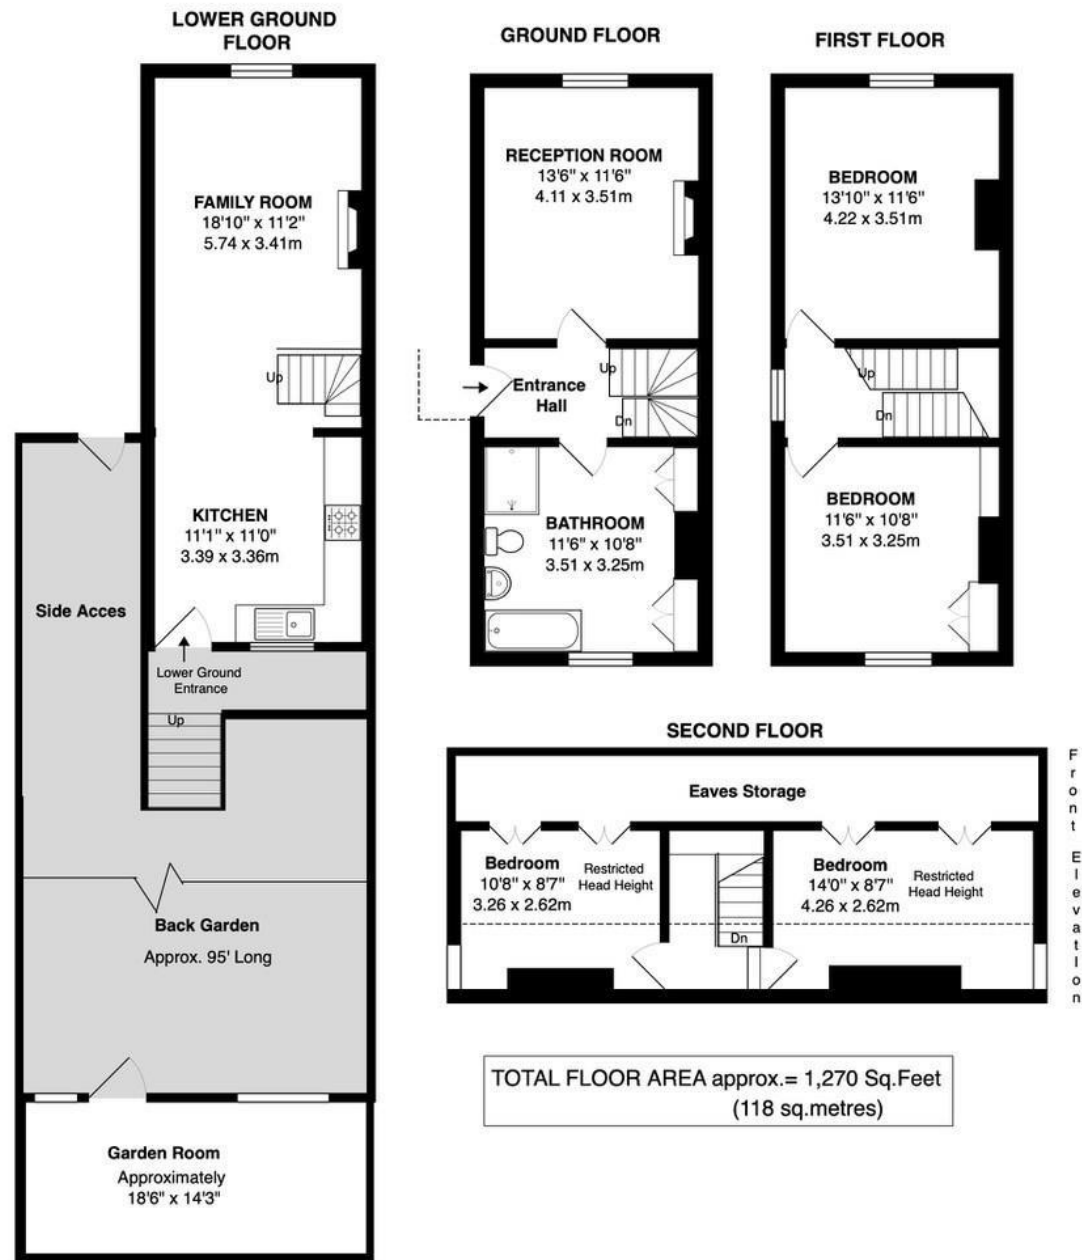 LOWER GROUND
FLOOR
FAMILY ROOM
18'10" x 11'2"
5.74 x 3.41m
Up
KITCHEN
11'1" x 11'0"
3.39 x 3.36m
Side Acces
Lower Ground
Entrance
Up
Back Garden
Approx. 95' Long
Garden Room
Approximately
18'6" x 14'3"
GROUND FLOOR
RECEPTION ROOM
13'6" x 11'6"
4.11 x 3.51m
Up
Entrance
Hall
Dn
BATHROOM
11'6" x 10'8"
3.51 x 3.25m
FIRST FLOOR
BEDROOM
13'10" x 11'6"
4.22 x 3.51m
Up
Dn
BEDROOM
11'6" x 10'8"
3.51 x 3.25m
SECOND FLOOR
Eaves Storage
Bedroom
10'8" x 8'7"
3.26 x 2.62m
Restricted
Head Height
Dn
Bedroom
14'0" x 8'7"
4.26 x 2.62m
Restricted
Head Height
Front Elevation
TOTAL FLOOR AREA approx.= 1,270 Sq.Feet
(118 sq.metres)